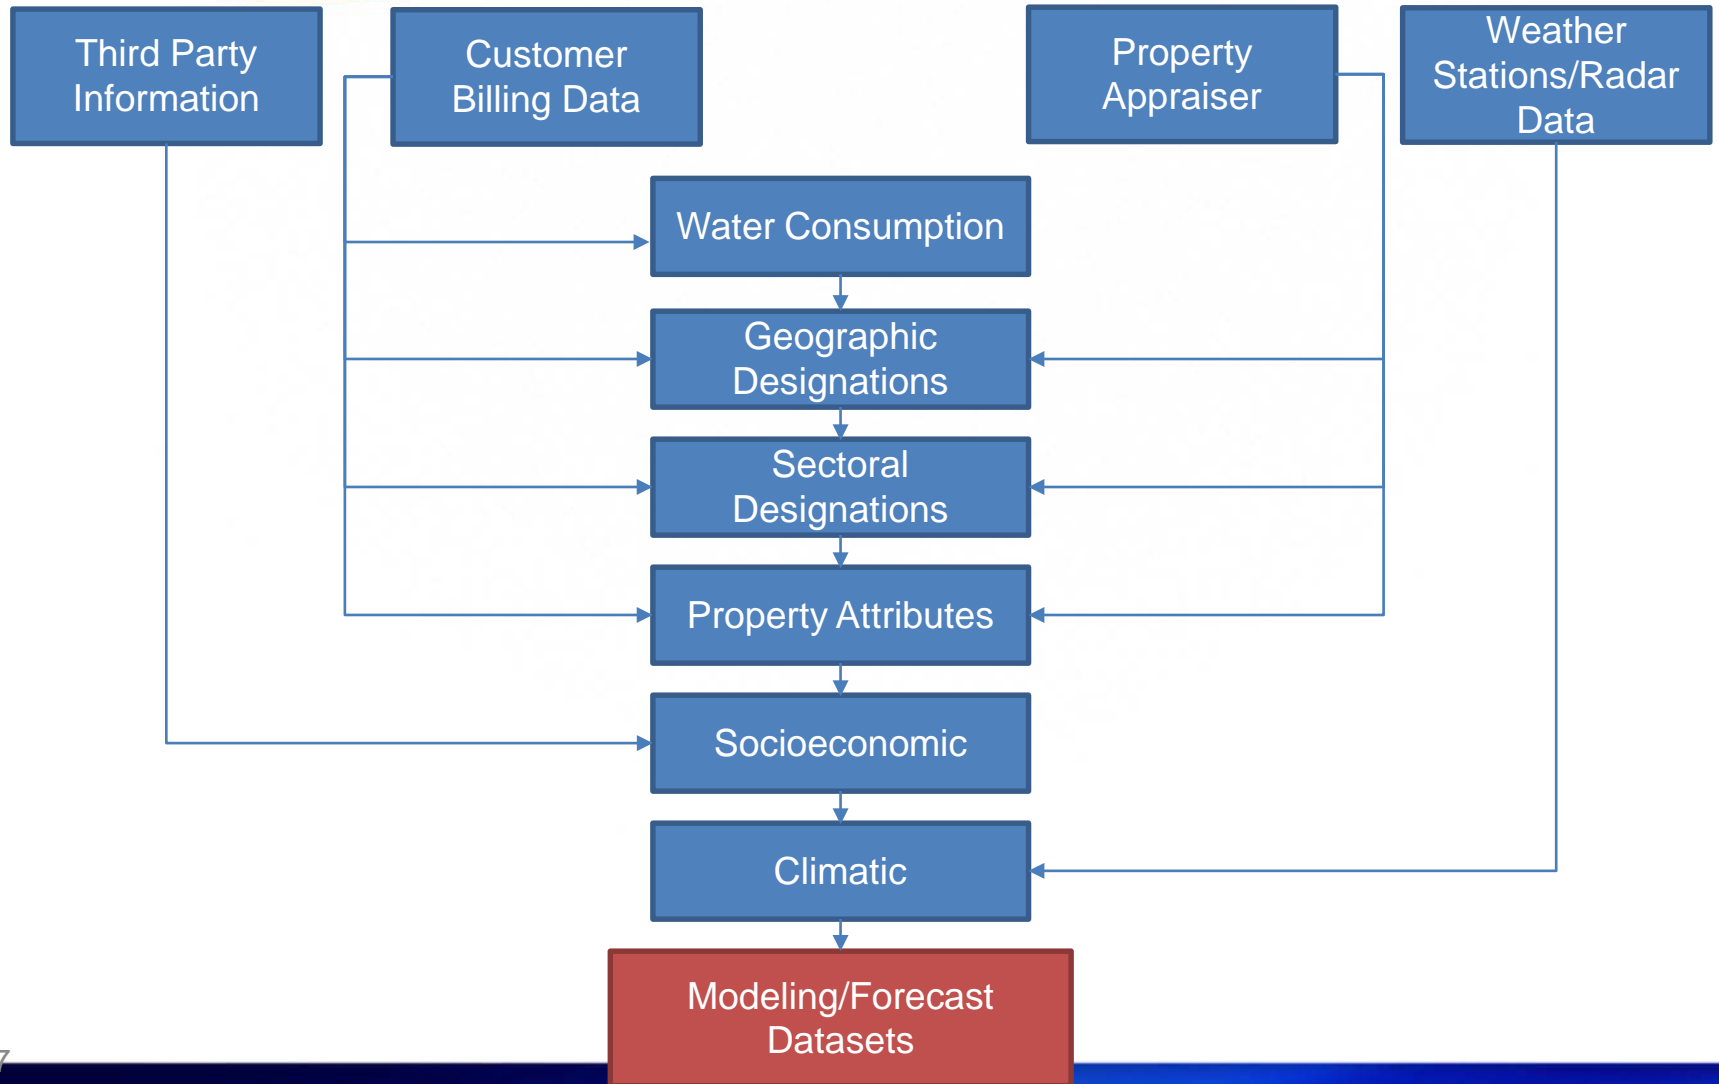 Third Party
Information
Customer
Billing Data
Property
Appraiser
Weather
Stations/Radar
Data
Water Consumption
Geographic
Designations
Sectoral
Designations
Property Attributes
Socioeconomic
Climatic
Modeling/Forecast
Datasets
7